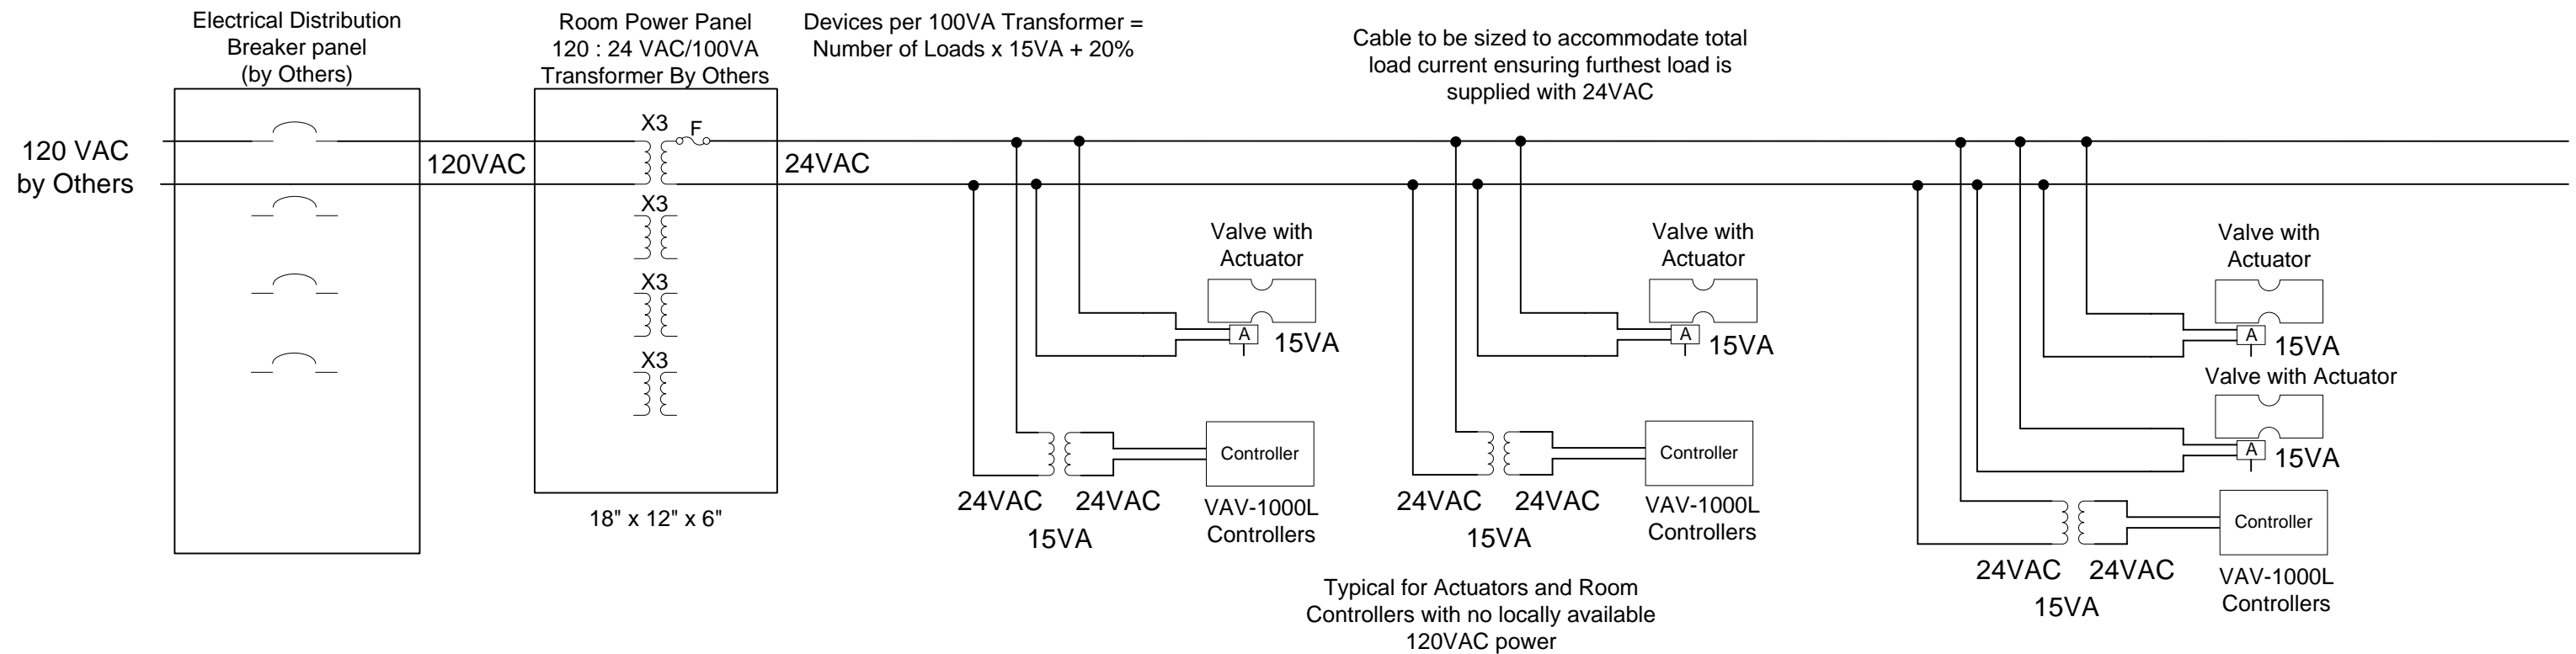 Electrical Distribution
Breaker panel
(by Others)
Room Power Panel
120 : 24 VAC/100VA
Transformer By Others
Devices per 100VA Transformer =
Number of Loads x 15VA + 20%
Cable to be sized to accommodate total
load current ensuring furthest load is
supplied with 24VAC
120 VAC
by Others
120VAC
X3
F
24VAC
X3
X3
X3
18" x 12" x 6"
Valve with
Actuator
A
15VA
Controller
24VAC
24VAC
15VA
VAV-1000L
Controllers
Valve with
Actuator
A
15VA
Controller
24VAC
24VAC
15VA
VAV-1000L
Controllers
Typical for Actuators and Room
Controllers with no locally available
120VAC power
Valve with
Actuator
A
15VA
Valve with Actuator
A
15VA
Controller
24VAC
24VAC
15VA
VAV-1000L
Controllers